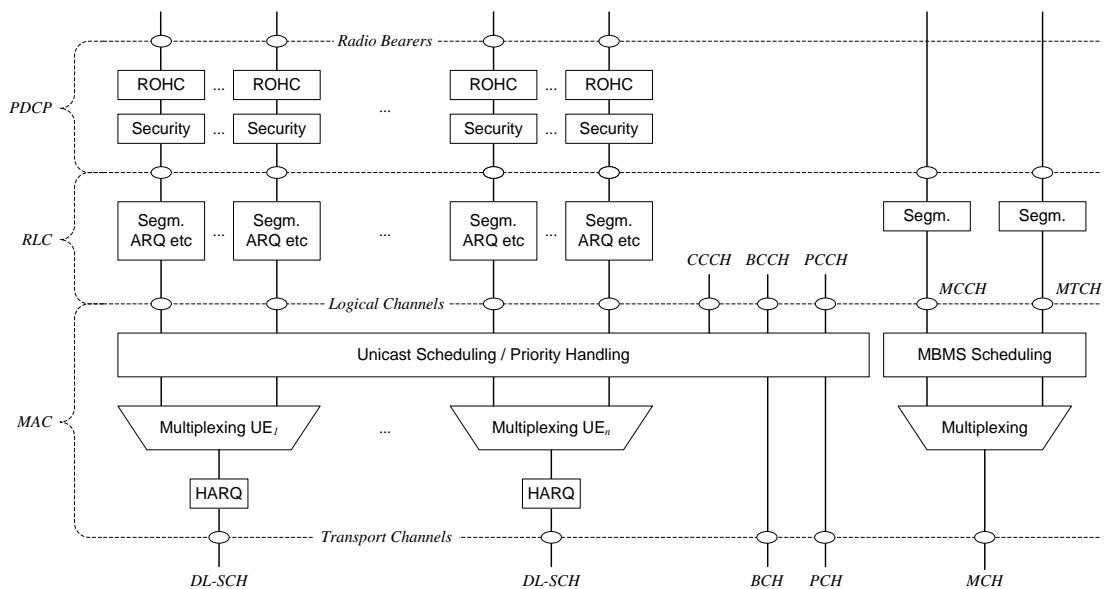 Radio Bearers
ROHC ... ROHC ROHC ... ROHC
PDCP ...
Security ... Security Security ... Security
Segm. Segm. Segm. Segm. Segm. Segm.
... ... ...
ARQ etc ARQ etc ARQ etc ARQ etc
RLC
CCCH BCCH PCCH
MCCH MTCH
Logical Channels
Unicast Scheduling / Priority Handling MBMS Scheduling
MAC Multiplexing UE1 ... Multiplexing UEn Multiplexing
HARQ HARQ
Transport Channels
DL-SCH DL-SCH BCH PCH MCH